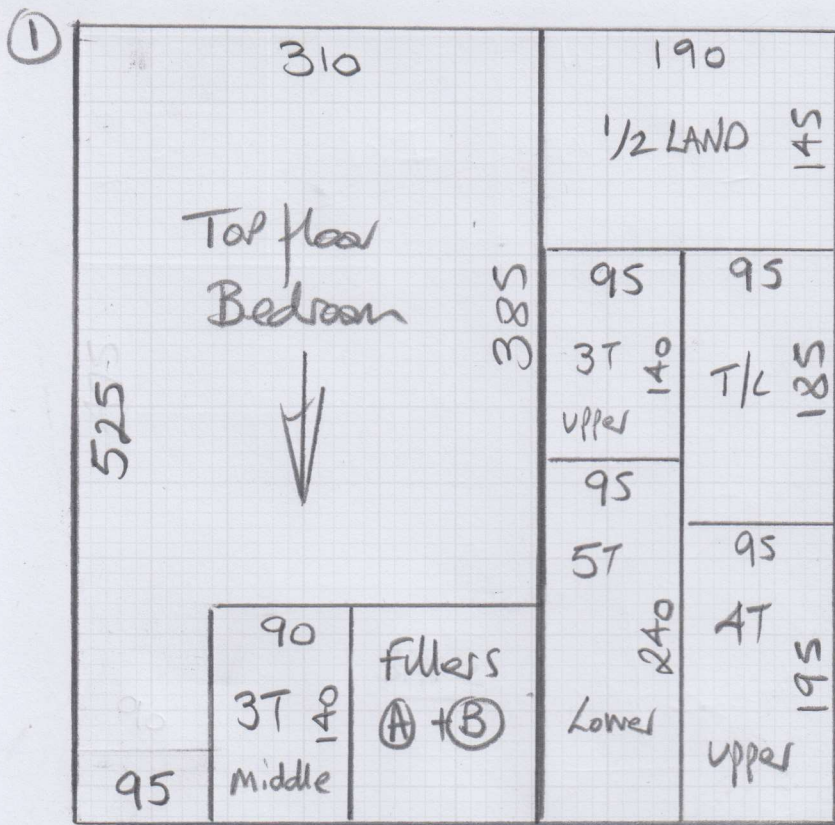 ①
310
Top floor
Bedroom
525
385
95
90
3T 140
middle
Fillers
Ⓐ + Ⓑ
190
1/2 LAND 145
95
3T 140
upper
95
T/L 185
95
5T
240
Lower
95
4T
195
upper